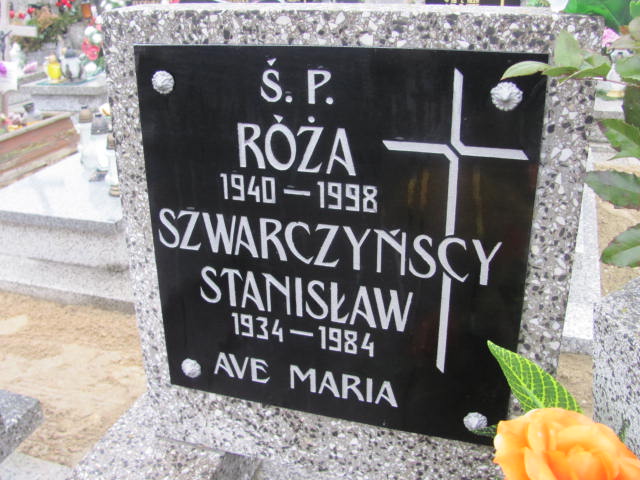 Ś. P.
RÓŻA
1940 – 1998
SZWARCZYŃSCY
STANISŁAW
1934 – 1984
AVE MARIA